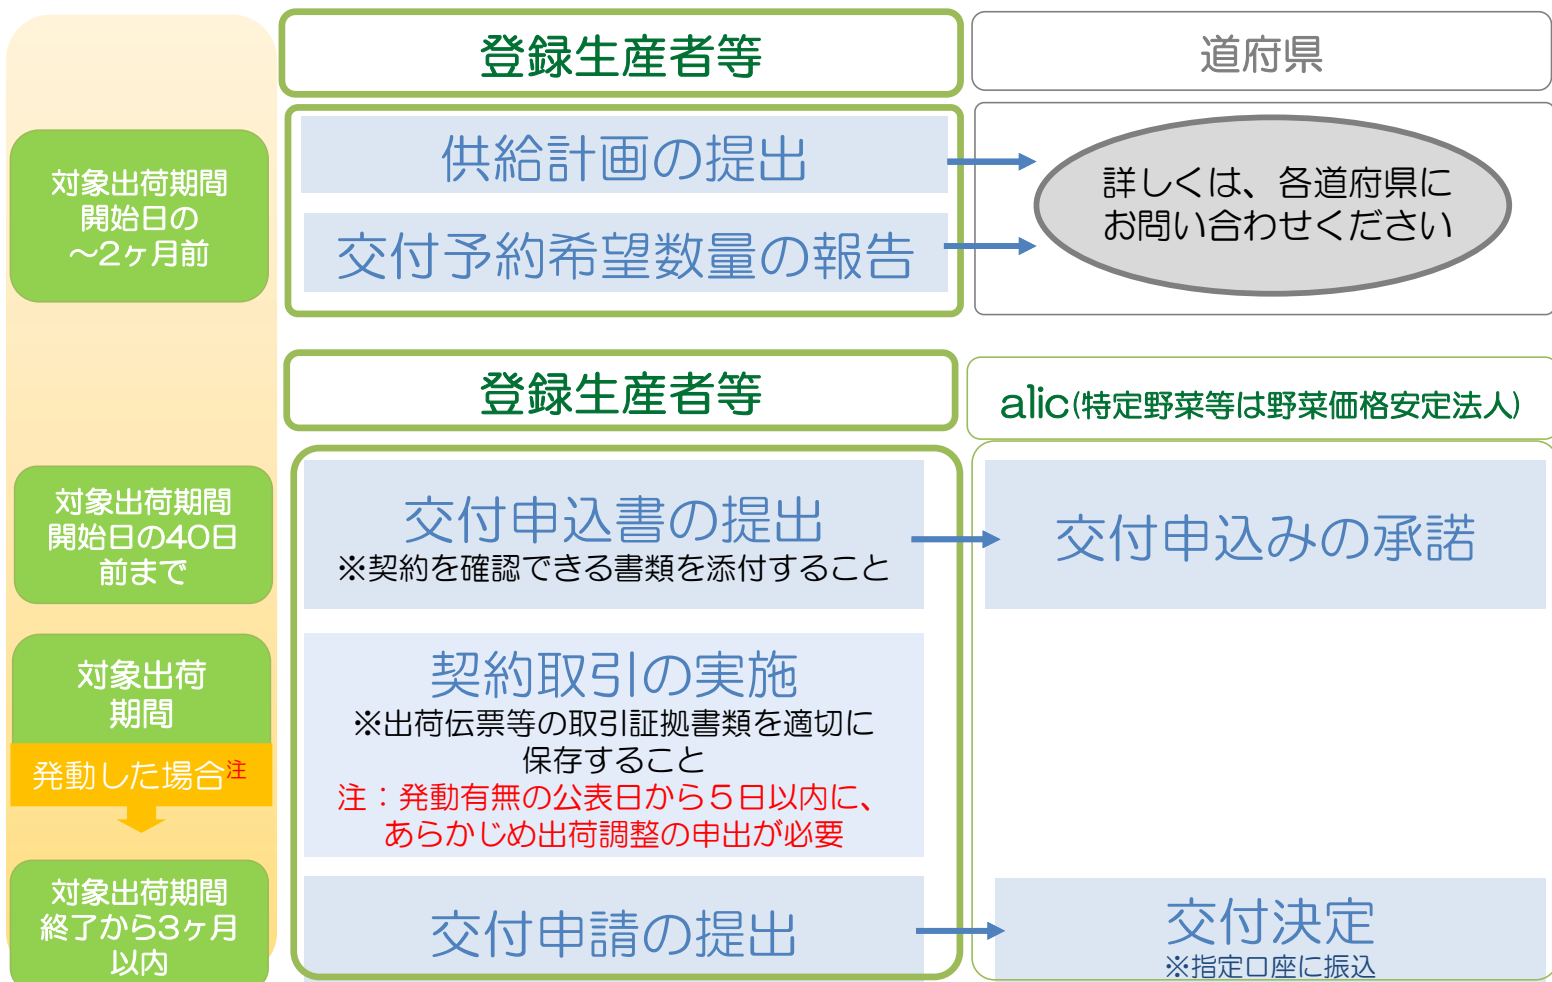 登録生産者等
道府県
対象出荷期間
開始日の
～2ヶ月前
供給計画の提出
交付予約希望数量の報告
詳しくは、各道府県に
お問い合わせください
登録生産者等
alic(特定野菜等は野菜価格安定法人)
対象出荷期間
開始日の40日
前まで
交付申込書の提出
※契約を確認できる書類を添付すること
交付申込みの承諾
対象出荷
期間
発動した場合注
契約取引の実施
※出荷伝票等の取引証拠書類を適切に
保存すること
注：発動有無の公表日から５日以内に、
あらかじめ出荷調整の申出が必要
対象出荷期間
終了から3ヶ月
以内
交付申請の提出
交付決定
※指定口座に振込